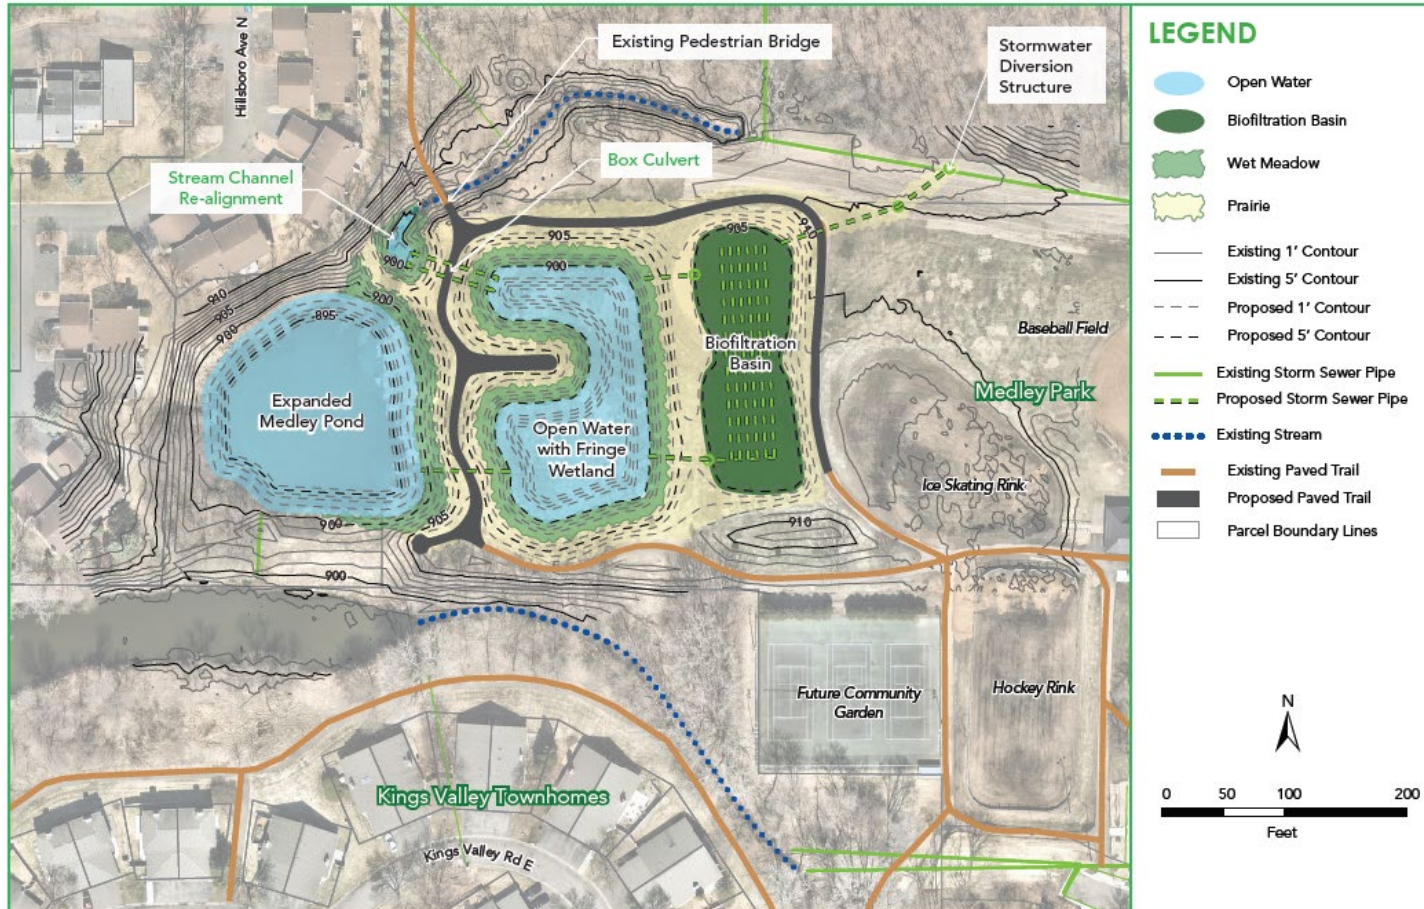 Hillsboro Ave N
Existing Pedestrian Bridge
Stormwater
Diversion
Structure
Box Culvert
Stream Channel
Re-alignment
905
905
940
900
900
900
910
905
900
895
Baseball Field
Biofiltration
Basin
Medley Park
Expanded
Medley Pond
Open Water
with Fringe
Wetland
Ice Skating Rink
905
900
910
900
Future Community
Garden
Hockey Rink
Kings Valley Townhomes
Kings Valley Rd E
LEGEND
Open Water
Biofiltration Basin
Wet Meadow
Prairie
Existing 1' Contour
Existing 5' Contour
Proposed 1' Contour
Proposed 5' Contour
Existing Storm Sewer Pipe
Proposed Storm Sewer Pipe
Existing Stream
Existing Paved Trail
Proposed Paved Trail
Parcel Boundary Lines
N
0 50 100 200
Feet